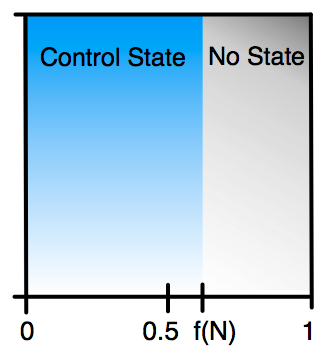 Control State No State
0 0.5 f(N) 1